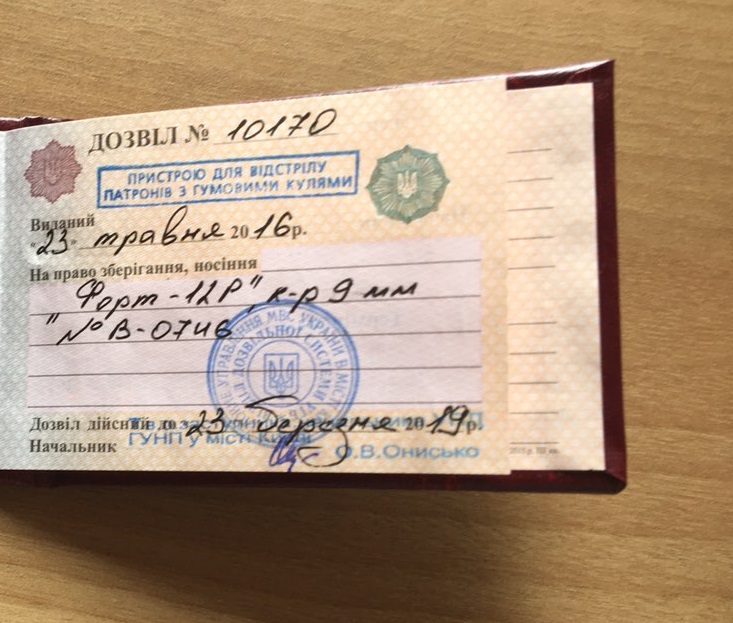 ДОЗВІЛ № 10170
ПРИСТРОЮ ДЛЯ ВІДСТРІЛУ
ПАТРОНІВ З ГУМОВИМИ КУЛЯМИ
Виданий
"23" травня 2016р.
На право зберігання, носіння
"Форт-12Р", к-р 9 мм
№ В-0746
Дозвіл дійсний до 23 березня 2019р.
ГУНП у місті Києві
Начальник О.В.Онисько